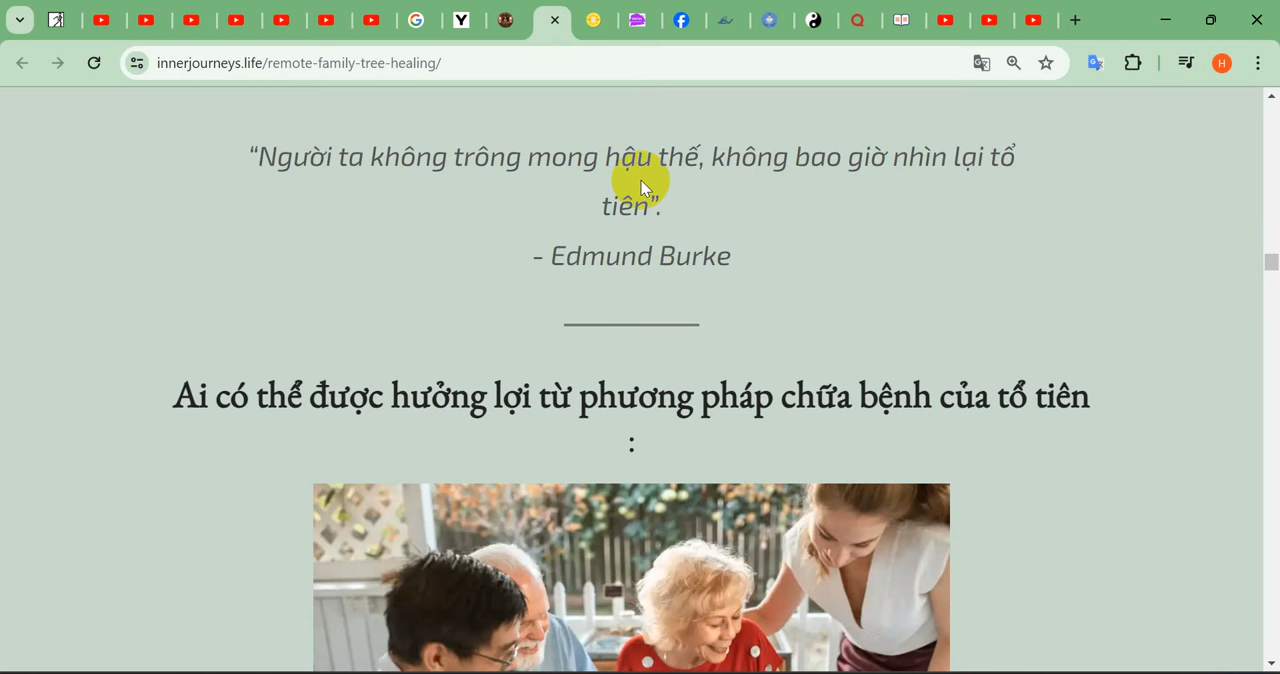 innerjourneys.life/remote-family-tree-healing/
H
“Người ta không trông mong hậu thế, không bao giờ nhìn lại tổ
tiên”.
- Edmund Burke
Ai có thể được hưởng lợi từ phương pháp chữa bệnh của tổ tiên
: